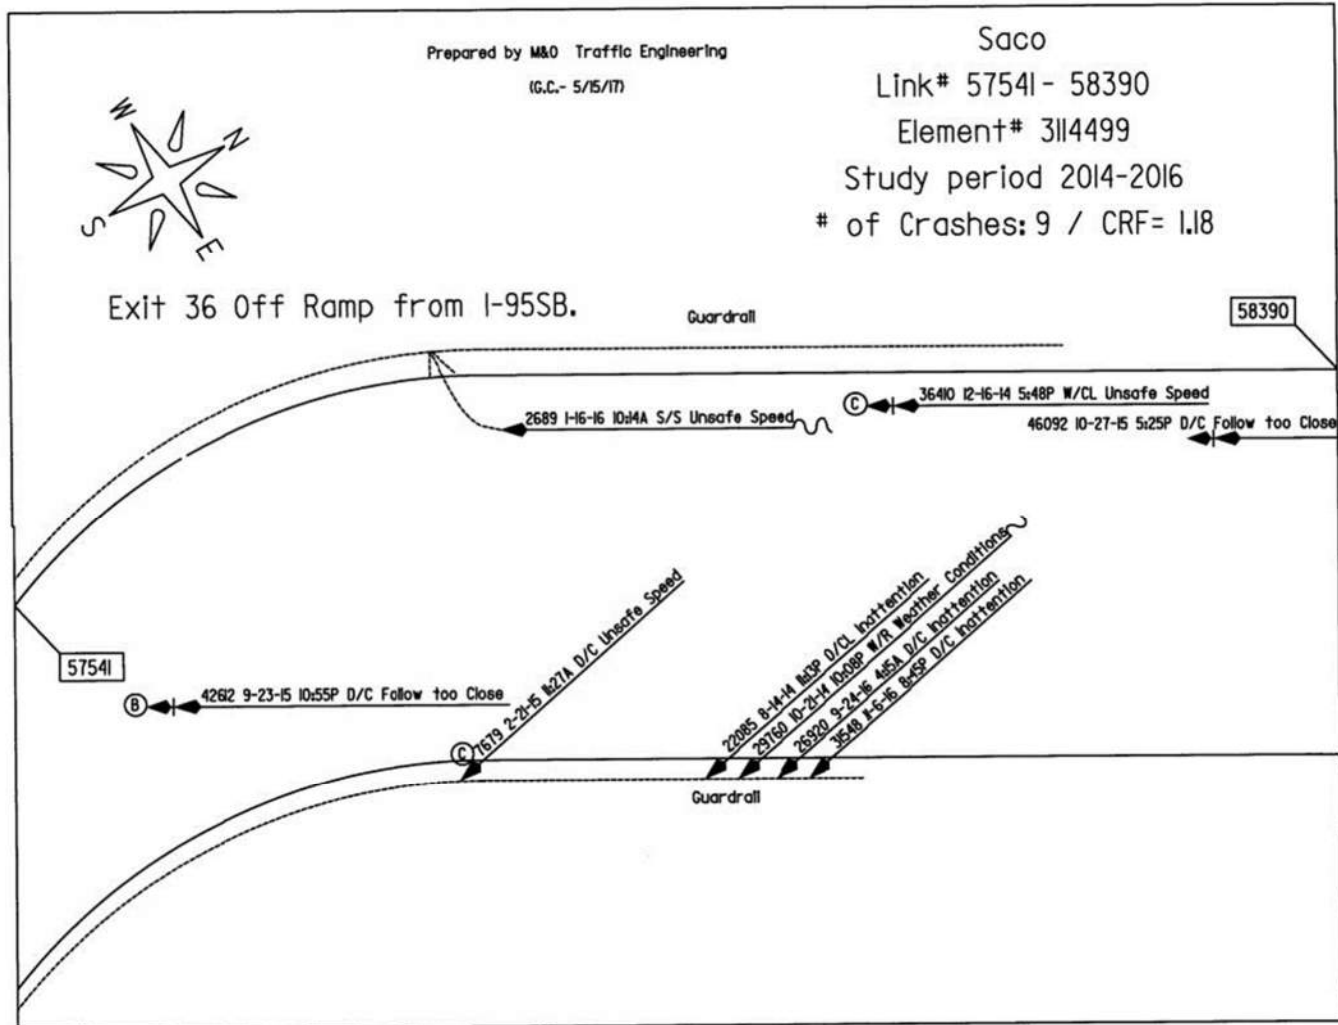 Prepared by M&O Traffic Engineering
(G.C.- 5/15/17)
Saco
Link# 57541 - 58390
Element# 3114499
Study period 2014-2016
# of Crashes: 9 / CRF= 1.18
W
N
S
E
Exit 36 Off Ramp from I-95SB.
Guardrail
58390
C
36410 12-16-14 5:48P W/CL Unsafe Speed
2689 1-16-16 10:14A S/S Unsafe Speed
46092 10-27-15 5:25P D/C Follow too Close
57541
B
42612 9-23-15 10:55P D/C Follow too Close
C
7679 2-21-15 11:27A D/C Unsafe Speed
22085 8-14-14 11:13P D/CL Inattention
29760 10-21-14 10:08P W/R Weather Conditions
26920 9-24-16 4:15A D/C Inattention
31548 11-6-16 8:45P D/C Inattention
Guardrail